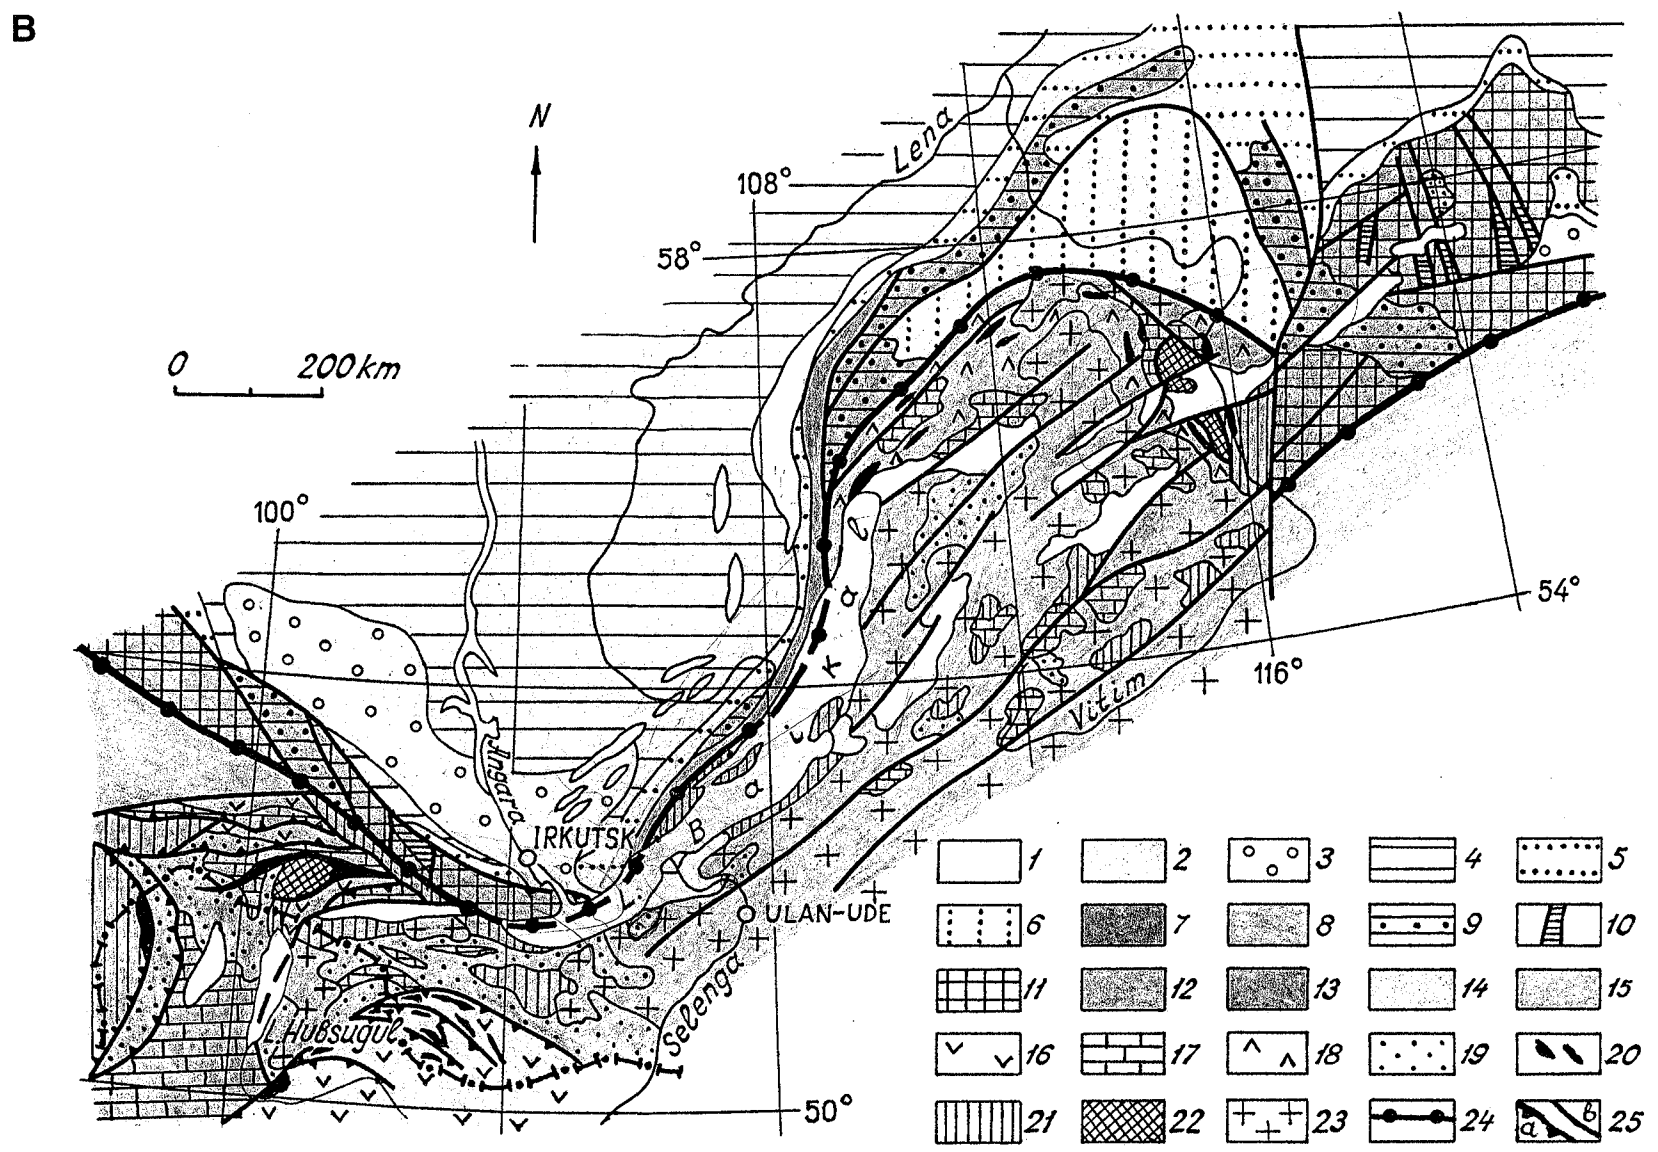 B
N
Lena
108°
58°
0 200 km
100°
54°
116°
Vitim
B a i k a l
Angara
IRKUTSK
ULAN-UDE
Selenga
L. Hubsugul
50°
1 2 3 4 5
6 7 8 9 10
11 12 13 14 15
16 17 18 19 20
21 22 23 24 a b 25